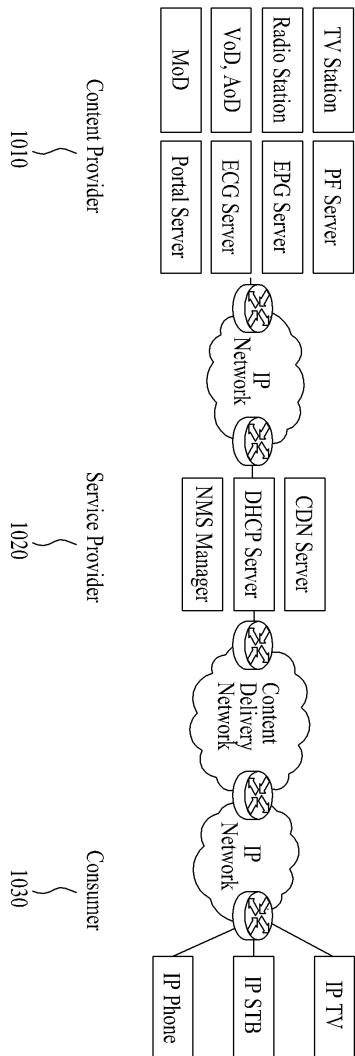 TV Station
Radio Station
VoD, AoD
MoD
PF Server
EPG Server
ECG Server
Portal Server
IP
Network
CDN Server
DHCP Server
NMS Manager
Content
Delivery
Network
IP
Network
IP TV
IP STB
IP Phone
Content Provider
1010
Service Provider
1020
Consumer
1030